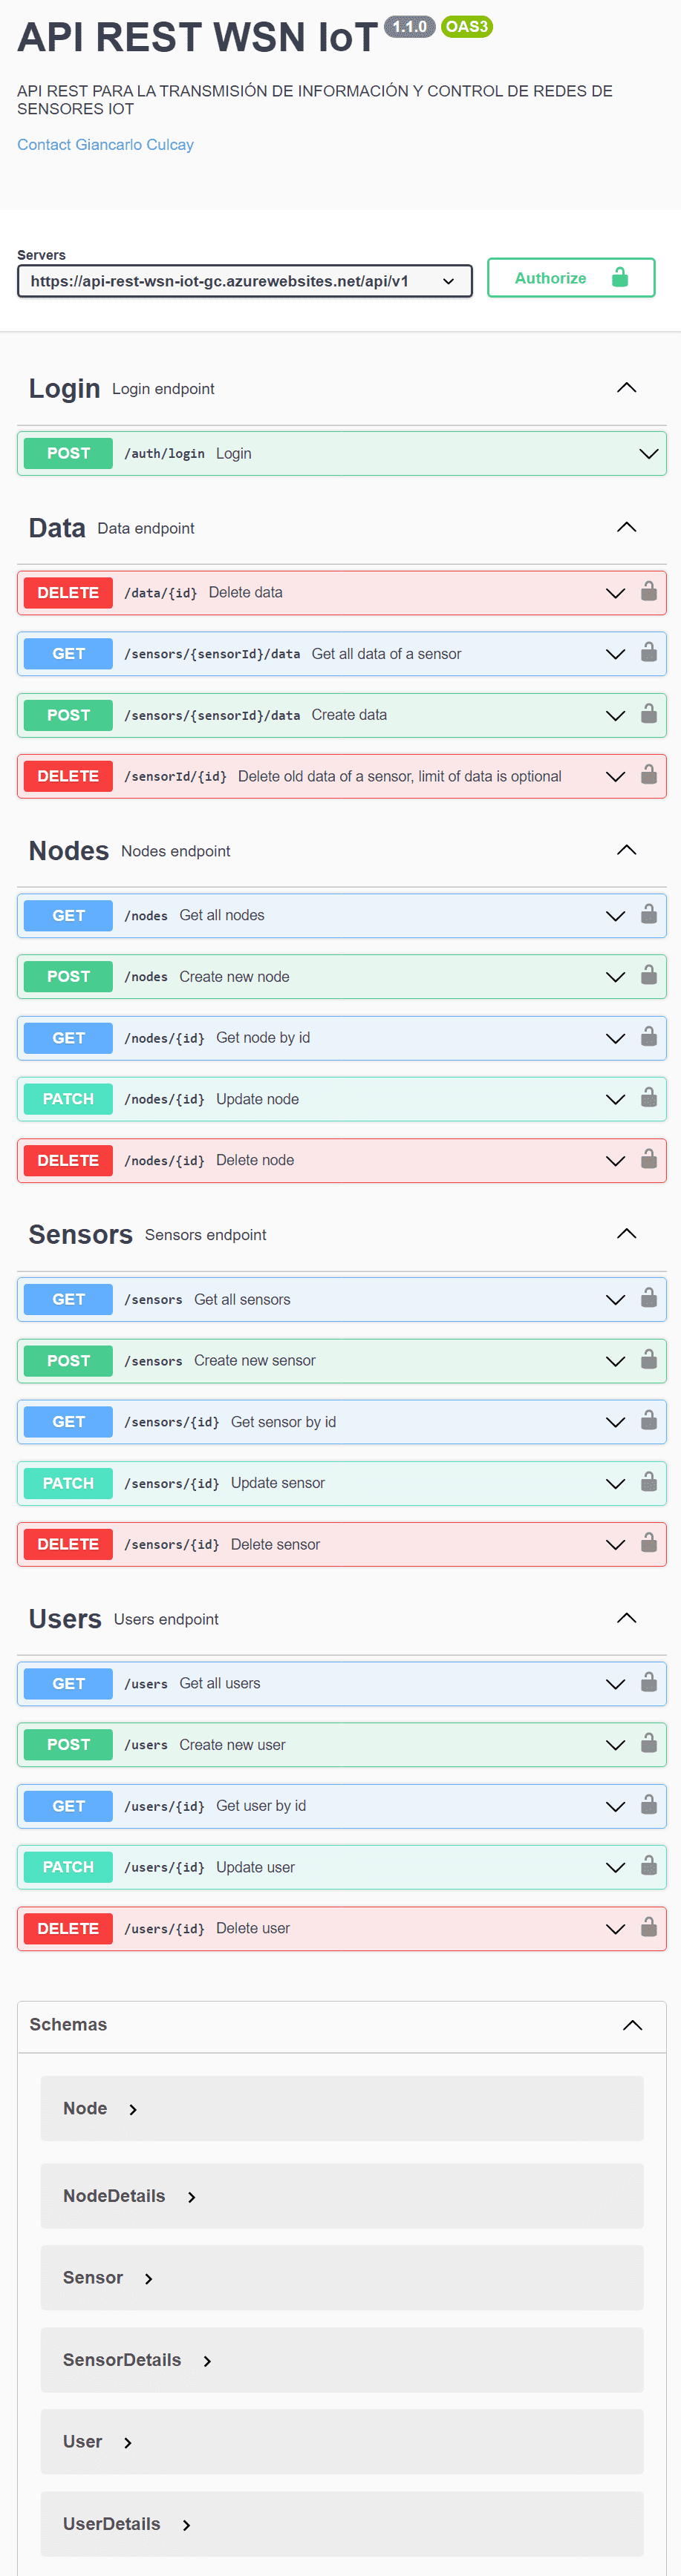 API REST WSN IoT 1.1.0 OAS3
API REST PARA LA TRANSMISIÓN DE INFORMACIÓN Y CONTROL DE REDES DE
SENSORES IOT
Contact Giancarlo Culcay
Servers
https://api-rest-wsn-iot-gc.azurewebsites.net/api/v1
Authorize
Login Login endpoint
POST /auth/login Login
Data Data endpoint
DELETE /data/{id} Delete data
GET /sensors/{sensorId}/data Get all data of a sensor
POST /sensors/{sensorId}/data Create data
DELETE /sensorId/{id} Delete old data of a sensor, limit of data is optional
Nodes Nodes endpoint
GET /nodes Get all nodes
POST /nodes Create new node
GET /nodes/{id} Get node by id
PATCH /nodes/{id} Update node
DELETE /nodes/{id} Delete node
Sensors Sensors endpoint
GET /sensors Get all sensors
POST /sensors Create new sensor
GET /sensors/{id} Get sensor by id
PATCH /sensors/{id} Update sensor
DELETE /sensors/{id} Delete sensor
Users Users endpoint
GET /users Get all users
POST /users Create new user
GET /users/{id} Get user by id
PATCH /users/{id} Update user
DELETE /users/{id} Delete user
Schemas
Node
NodeDetails
Sensor
SensorDetails
User
UserDetails